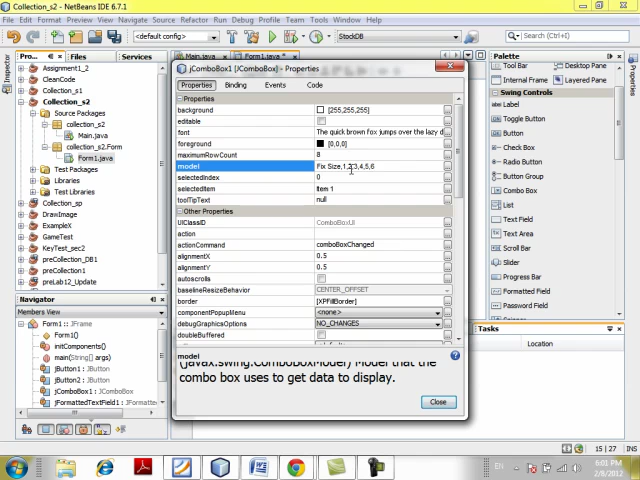 Collection_s2 - NetBeans IDE 6.7.1
File Edit View Navigate Source Refactor Run Debug Profile Team Tools Window Help
<default config>
StockDB
Search (Ctrl+I)
Pro...
Files
Services
Main.java
Form1.java *
Palette
Inspector
Properties
Assignment1_2
CleanCode
Collection_s1
Collection_s2
Source Packages
collection_s2
Main.java
collection_s2.Form
Form1.java
Test Packages
Libraries
Test Libraries
Collection_sp
DrawImage
ExampleX
GameTest
KeyTest_sec2
preCollection_DB1
preCollection1
preLab12_Update
Navigator
Members View
Form1 :: JFrame
Form1()
initComponents()
main(String[] args)
jButton1 : JButton
jButton2 : JButton
jComboBox1 : JComboBox
jFormattedTextField1 : JFormatted
jComboBox1 [JComboBox] - Properties
Properties Binding Events Code
Properties
background [255,255,255]
editable
font The quick brown fox jumps over the lazy d
foreground [0,0,0]
maximumRowCount 8
model Fix Size,1,2,3,4,5,6
selectedIndex 0
selectedItem Item 1
toolTipText null
Other Properties
UIClassID ComboBoxUI
action
actionCommand comboBoxChanged
alignmentX 0.5
alignmentY 0.5
autoscrolls
baselineResizeBehavior CENTER_OFFSET
border [XPFillBorder]
componentPopupMenu <none>
debugGraphicsOptions NO_CHANGES
doubleBuffered
model
(javax.swing.ComboBoxModel) Model that the
combo box uses to get data to display.
Close
Tool Bar Desktop Pane
Internal Frame Layered Pane
Swing Controls
Label
Button
Toggle Button
Check Box
Radio Button
Button Group
Combo Box
List
Text Field
Text Area
Scroll Bar
Slider
Progress Bar
Formatted Field
Password Field
Tasks
Location
15 | 27 INS
EN
6:01 PM
2/8/2012